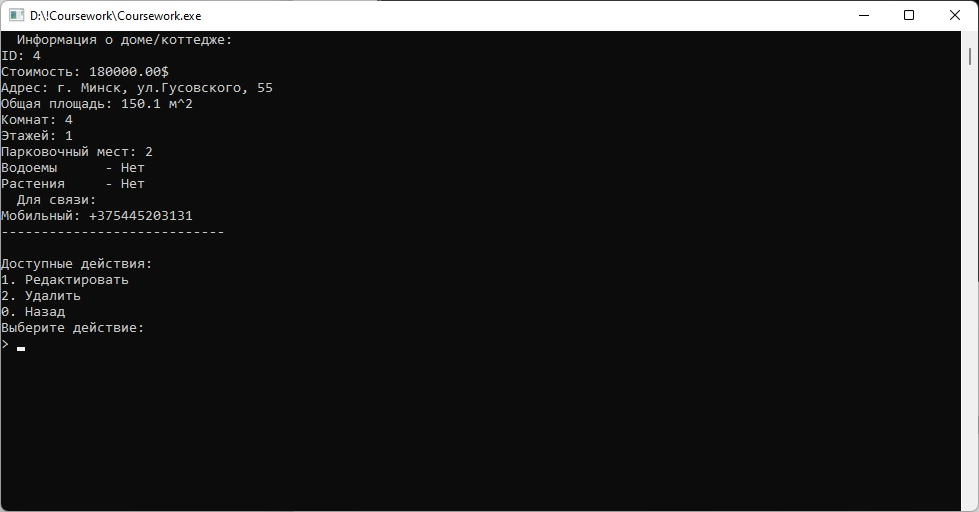 D:\!Coursework\Coursework.exe
Информация о доме/коттедже:
ID: 4
Стоимость: 180000.00$
Адрес: г. Минск, ул.Гусовского, 55
Общая площадь: 150.1 м^2
Комнат: 4
Этажей: 1
Парковочный мест: 2
Водоемы      - Нет
Растения     - Нет
Для связи:
Мобильный: +375445203131
----------------------------
Доступные действия:
1. Редактировать
2. Удалить
0. Назад
Выберите действие:
>